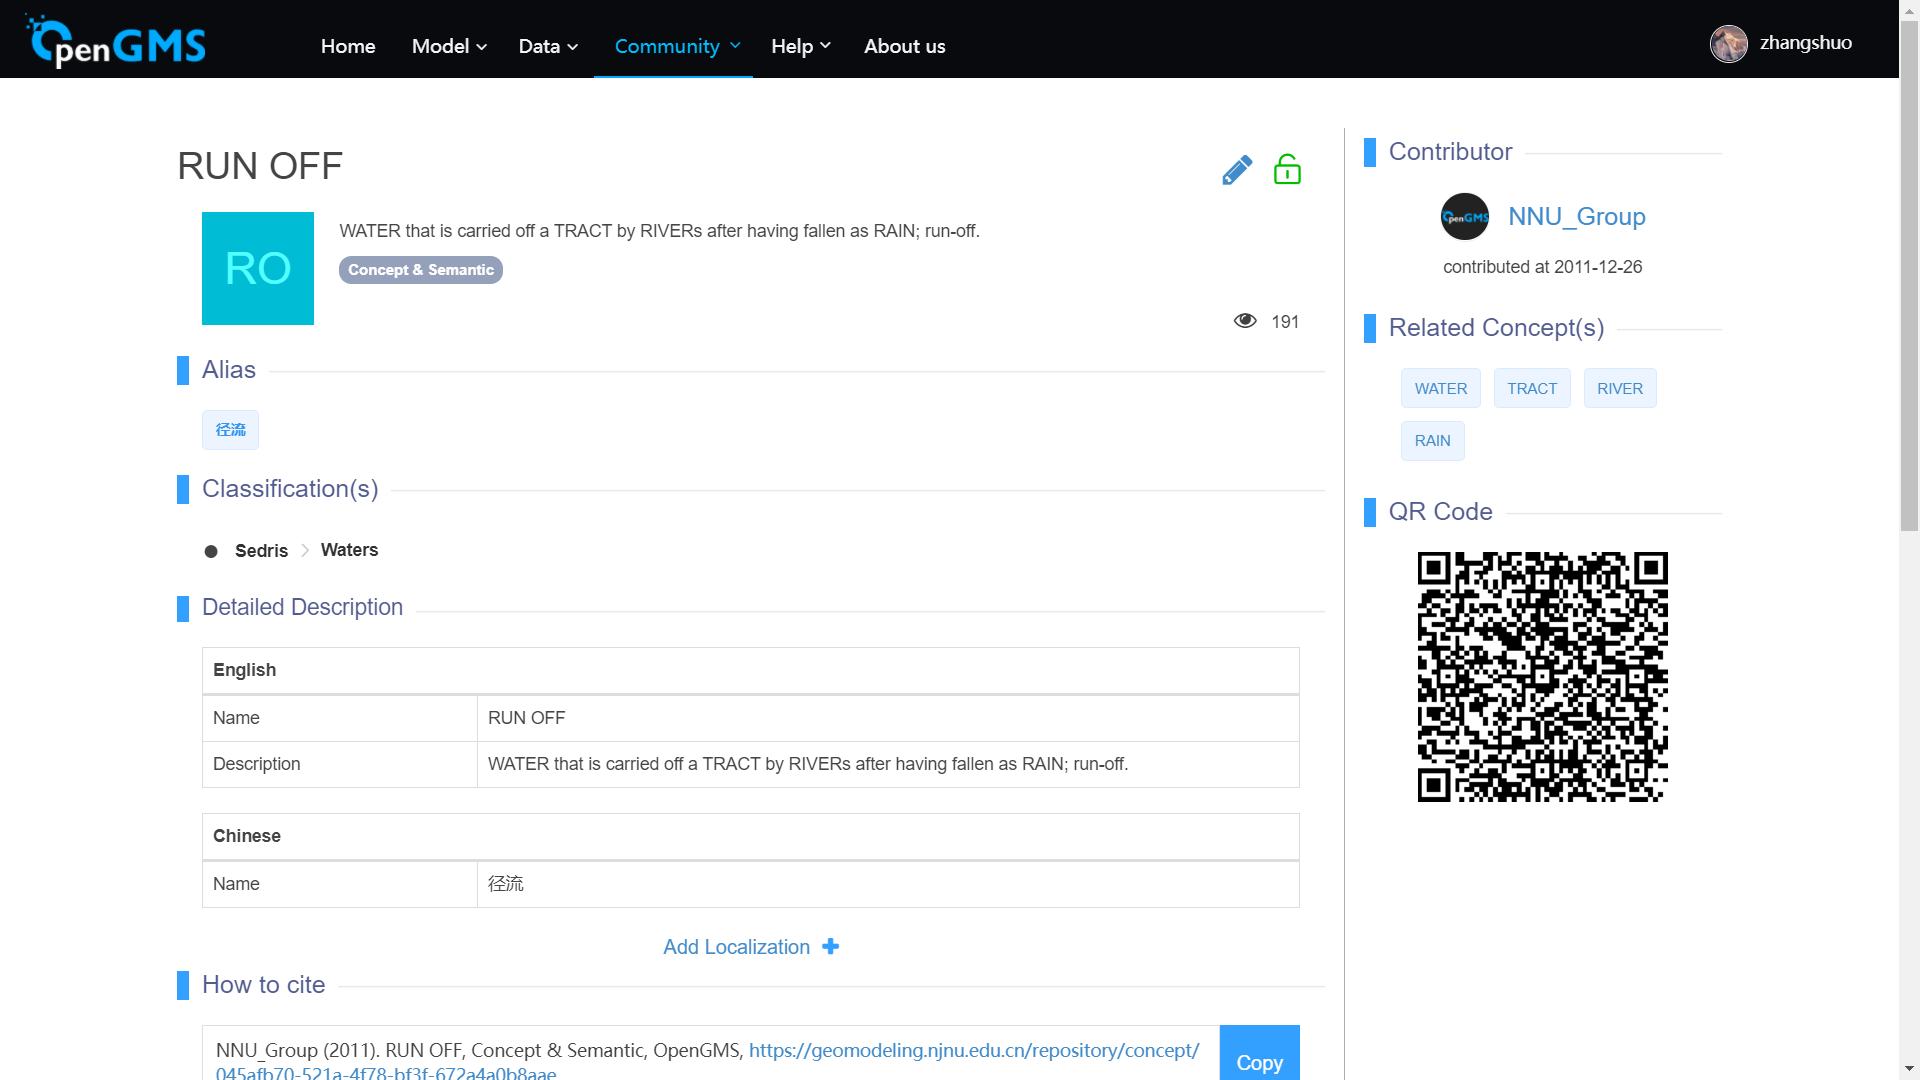 OpenGMS
Home Model Data Community Help About us
zhangshuo
RUN OFF
RO
WATER that is carried off a TRACT by RIVERs after having fallen as RAIN; run-off.
Concept & Semantic
191
Alias
径流
Classification(s)
Sedris Waters
Detailed Description
English
Name RUN OFF
Description WATER that is carried off a TRACT by RIVERs after having fallen as RAIN; run-off.
Chinese
Name 径流
Add Localization
How to cite
NNU_Group (2011). RUN OFF, Concept & Semantic, OpenGMS, https://geomodeling.njnu.edu.cn/repository/concept/
045afb70-521a-4f78-bf3f-672a4a0b8aae
Copy
Contributor
OpenGMS
NNU_Group
contributed at 2011-12-26
Related Concept(s)
WATER TRACT RIVER
RAIN
QR Code